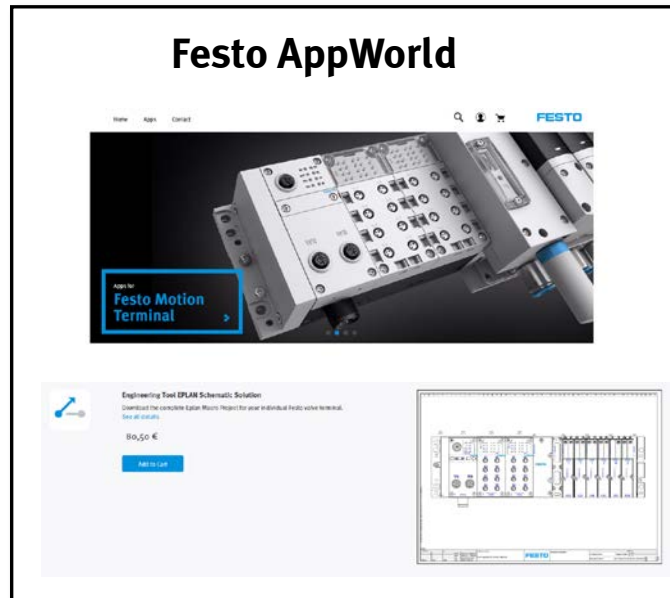 Festo AppWorld
Home Apps Contact
FESTO
Apps for
Festo Motion
Terminal
Engineering Tool EPLAN Schematic Solution
Download the complete Eplan Macro Project for your individual Festo valve terminal.
See all details
80,50 €
Add to Cart
FESTO